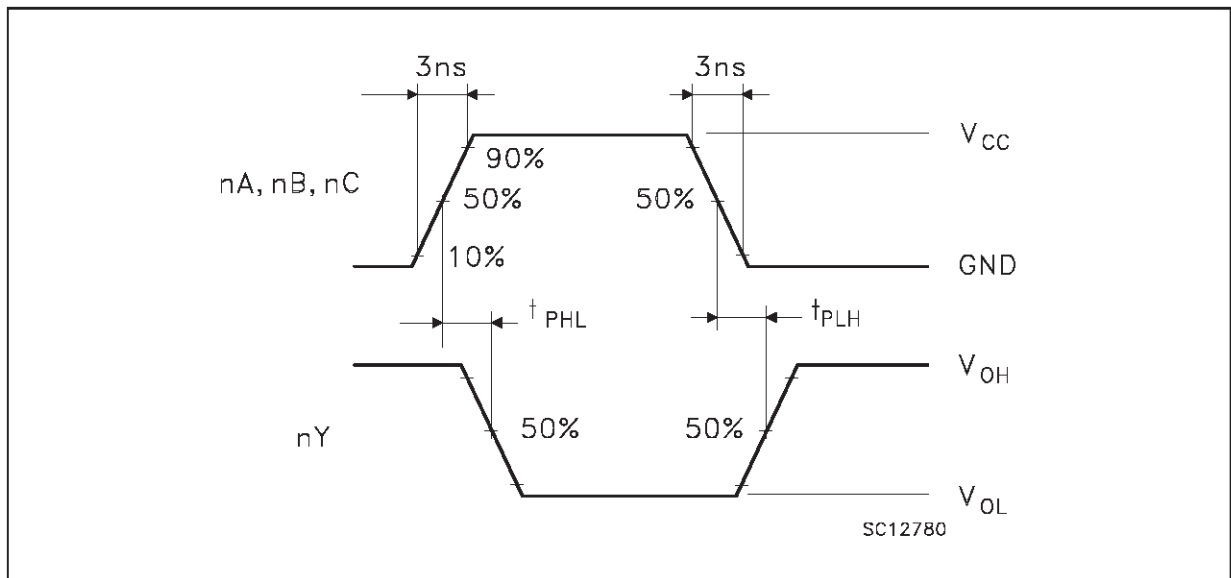 3ns 3ns
V_CC
90%
nA, nB, nC
50% 50%
10%
GND
t_PHL t_PLH
V_OH
50% 50%
nY
V_OL
SC12780